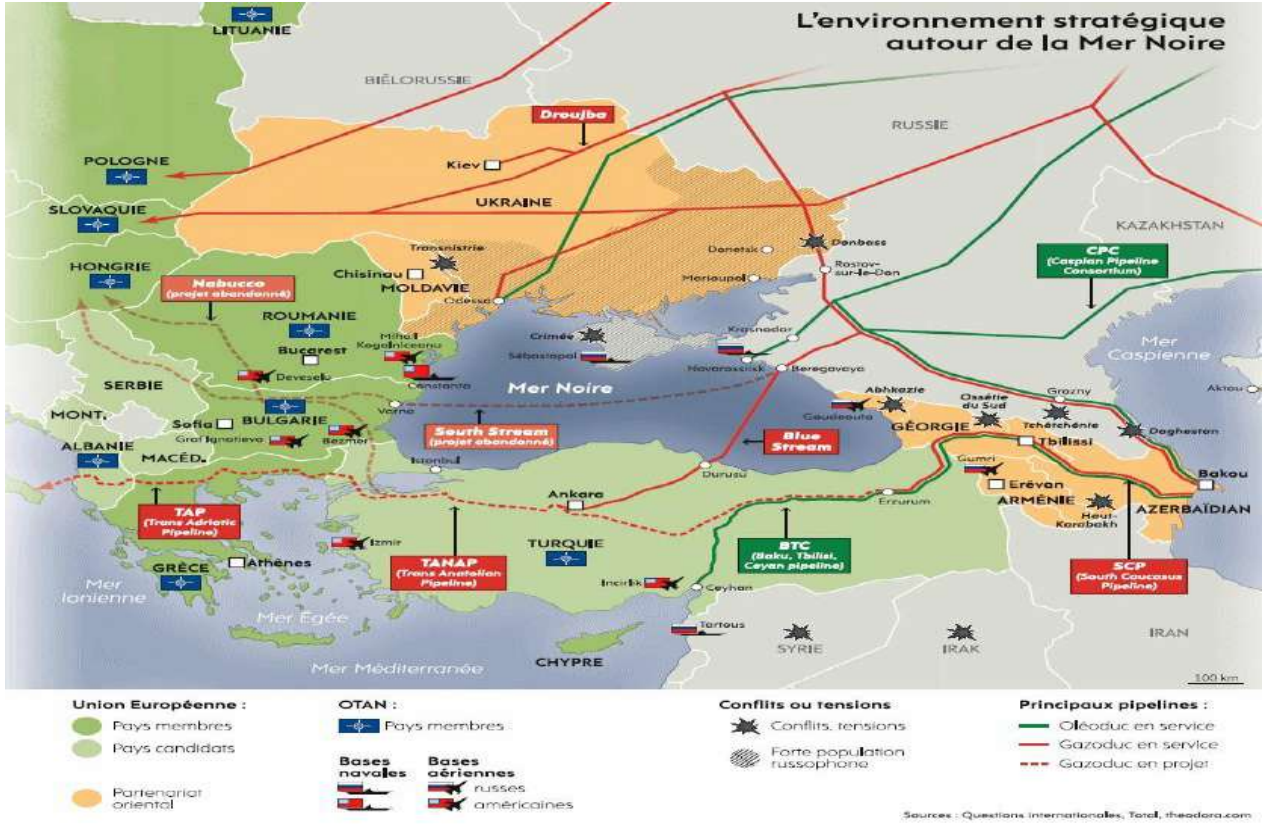 L'environnement stratégique
autour de la Mer Noire
LITUANIE
BIÉLORUSSIE
RUSSIE
Droujba
Kiev
POLOGNE
UKRAINE
SLOVAQUIE
KAZAKHSTAN
Transnistrie
Donetsk
Donbass
CPC
(Caspian Pipeline
Consortium)
HONGRIE
Chisinau
MOLDAVIE
Marioupol
Rostov-
sur-le-Don
Nabucco
(projet abandonné)
Odessa
ROUMANIE
Mihail
Kogalniceanu
Crimée
Krasnodar
Mer
Caspienne
Bucarest
Sébastopol
Novorossiisk
Beregavaya
SERBIE
Deveselu
Constanta
Mer Noire
Grozny
Aktau
Abhkazie
Ossétie
du Sud
MONT.
Sofia
BULGARIE
Varna
Goudaouta
GÉORGIE
Tchétchénie
Daghestan
ALBANIE
Graf Ignatievo
Bezmer
South Stream
(projet abandonné)
Blue
Stream
Tbilissi
MACÉD.
Istanbul
Durusu
Gumri
Bakou
Ankara
Erzurum
Erévan
ARMÉNIE
AZERBAÏDJAN
TAP
(Trans Adriatic
Pipeline)
Haut-
Karabakh
Izmir
TURQUIE
BTC
(Baku, Tbilisi,
Ceyan pipeline)
GRÈCE
Athènes
TANAP
(Trans Anatolian
Pipeline)
SCP
(South Caucasus
Pipeline)
Mer
Ionienne
Incirlik
Ceyhan
Mer Égée
Tartous
SYRIE
IRAK
IRAN
Mer Méditerranée
CHYPRE
100 km
Union Européenne :
Pays membres
Pays candidats
Partenariat
oriental
OTAN :
Pays membres
Bases
navales
Bases
aériennes
russes
américaines
Conflits ou tensions
Conflits, tensions
Forte population
russophone
Principaux pipelines :
Oléoduc en service
Gazoduc en service
Gazoduc en projet
Sources : Questions internationales, Total, theodora.com